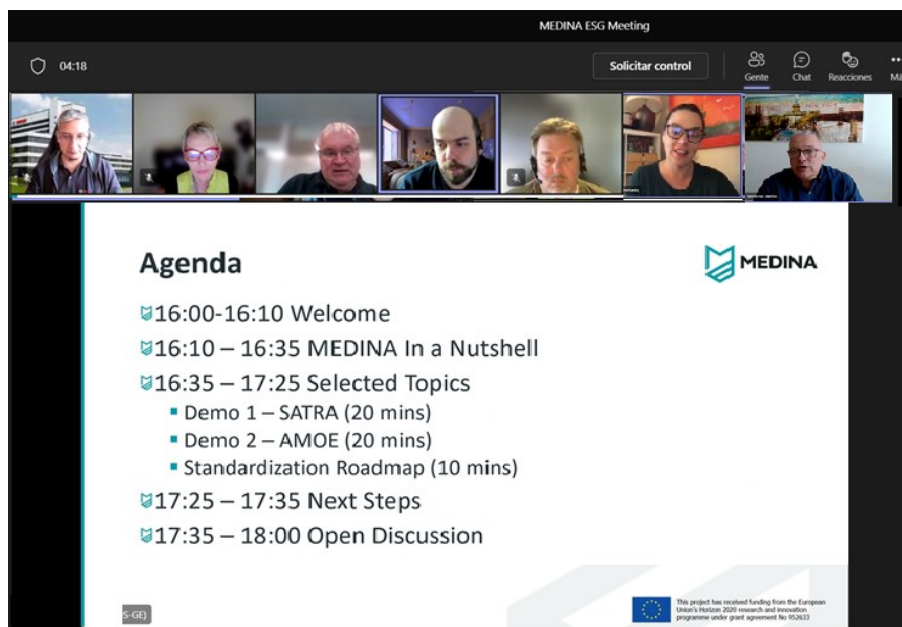 MEDINA ESG Meeting
04:18
Solicitar control
Gente
Chat
Reacciones
Agenda
MEDINA
16:00-16:10 Welcome
16:10 – 16:35 MEDINA In a Nutshell
16:35 – 17:25 Selected Topics
Demo 1 – SATRA (20 mins)
Demo 2 – AMOE (20 mins)
Standardization Roadmap (10 mins)
17:25 – 17:35 Next Steps
17:35 – 18:00 Open Discussion
S-GE)
This project has received funding from the European
Union's Horizon 2020 research and innovation
programme under grant agreement No 952633